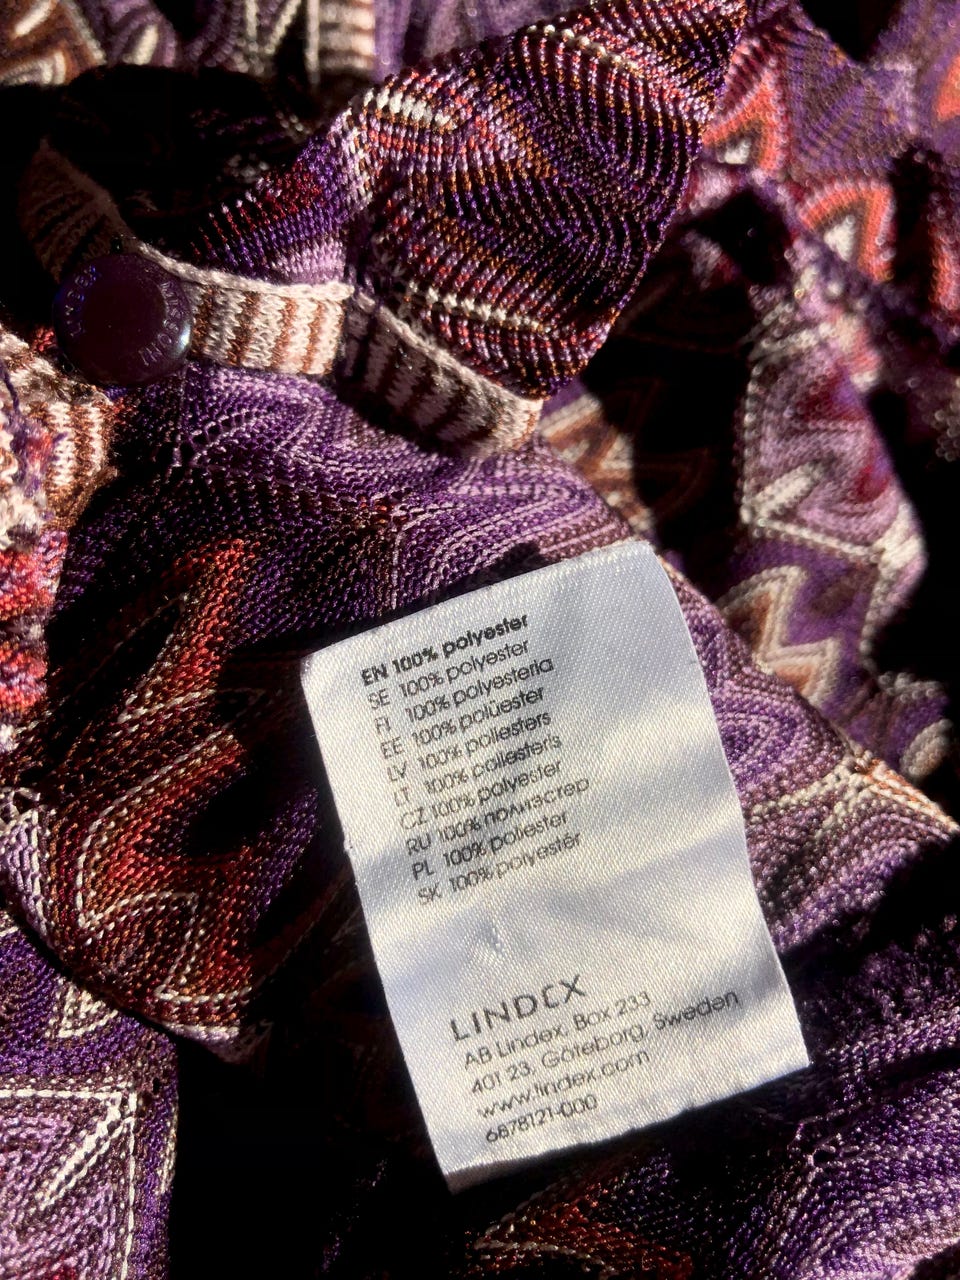 EN 100% polyester
SE 100% polyester
FI 100% polyesteria
EE 100% polüester
LV 100% poliesters
LT 100% poliesteris
CZ 100% polyester
RU 100% полиэстер
PL 100% poliester
SK 100% polyestér
LINDEX
AB Lindex, Box 233
401 23, Göteborg, Sweden
www.lindex.com
6878121-000